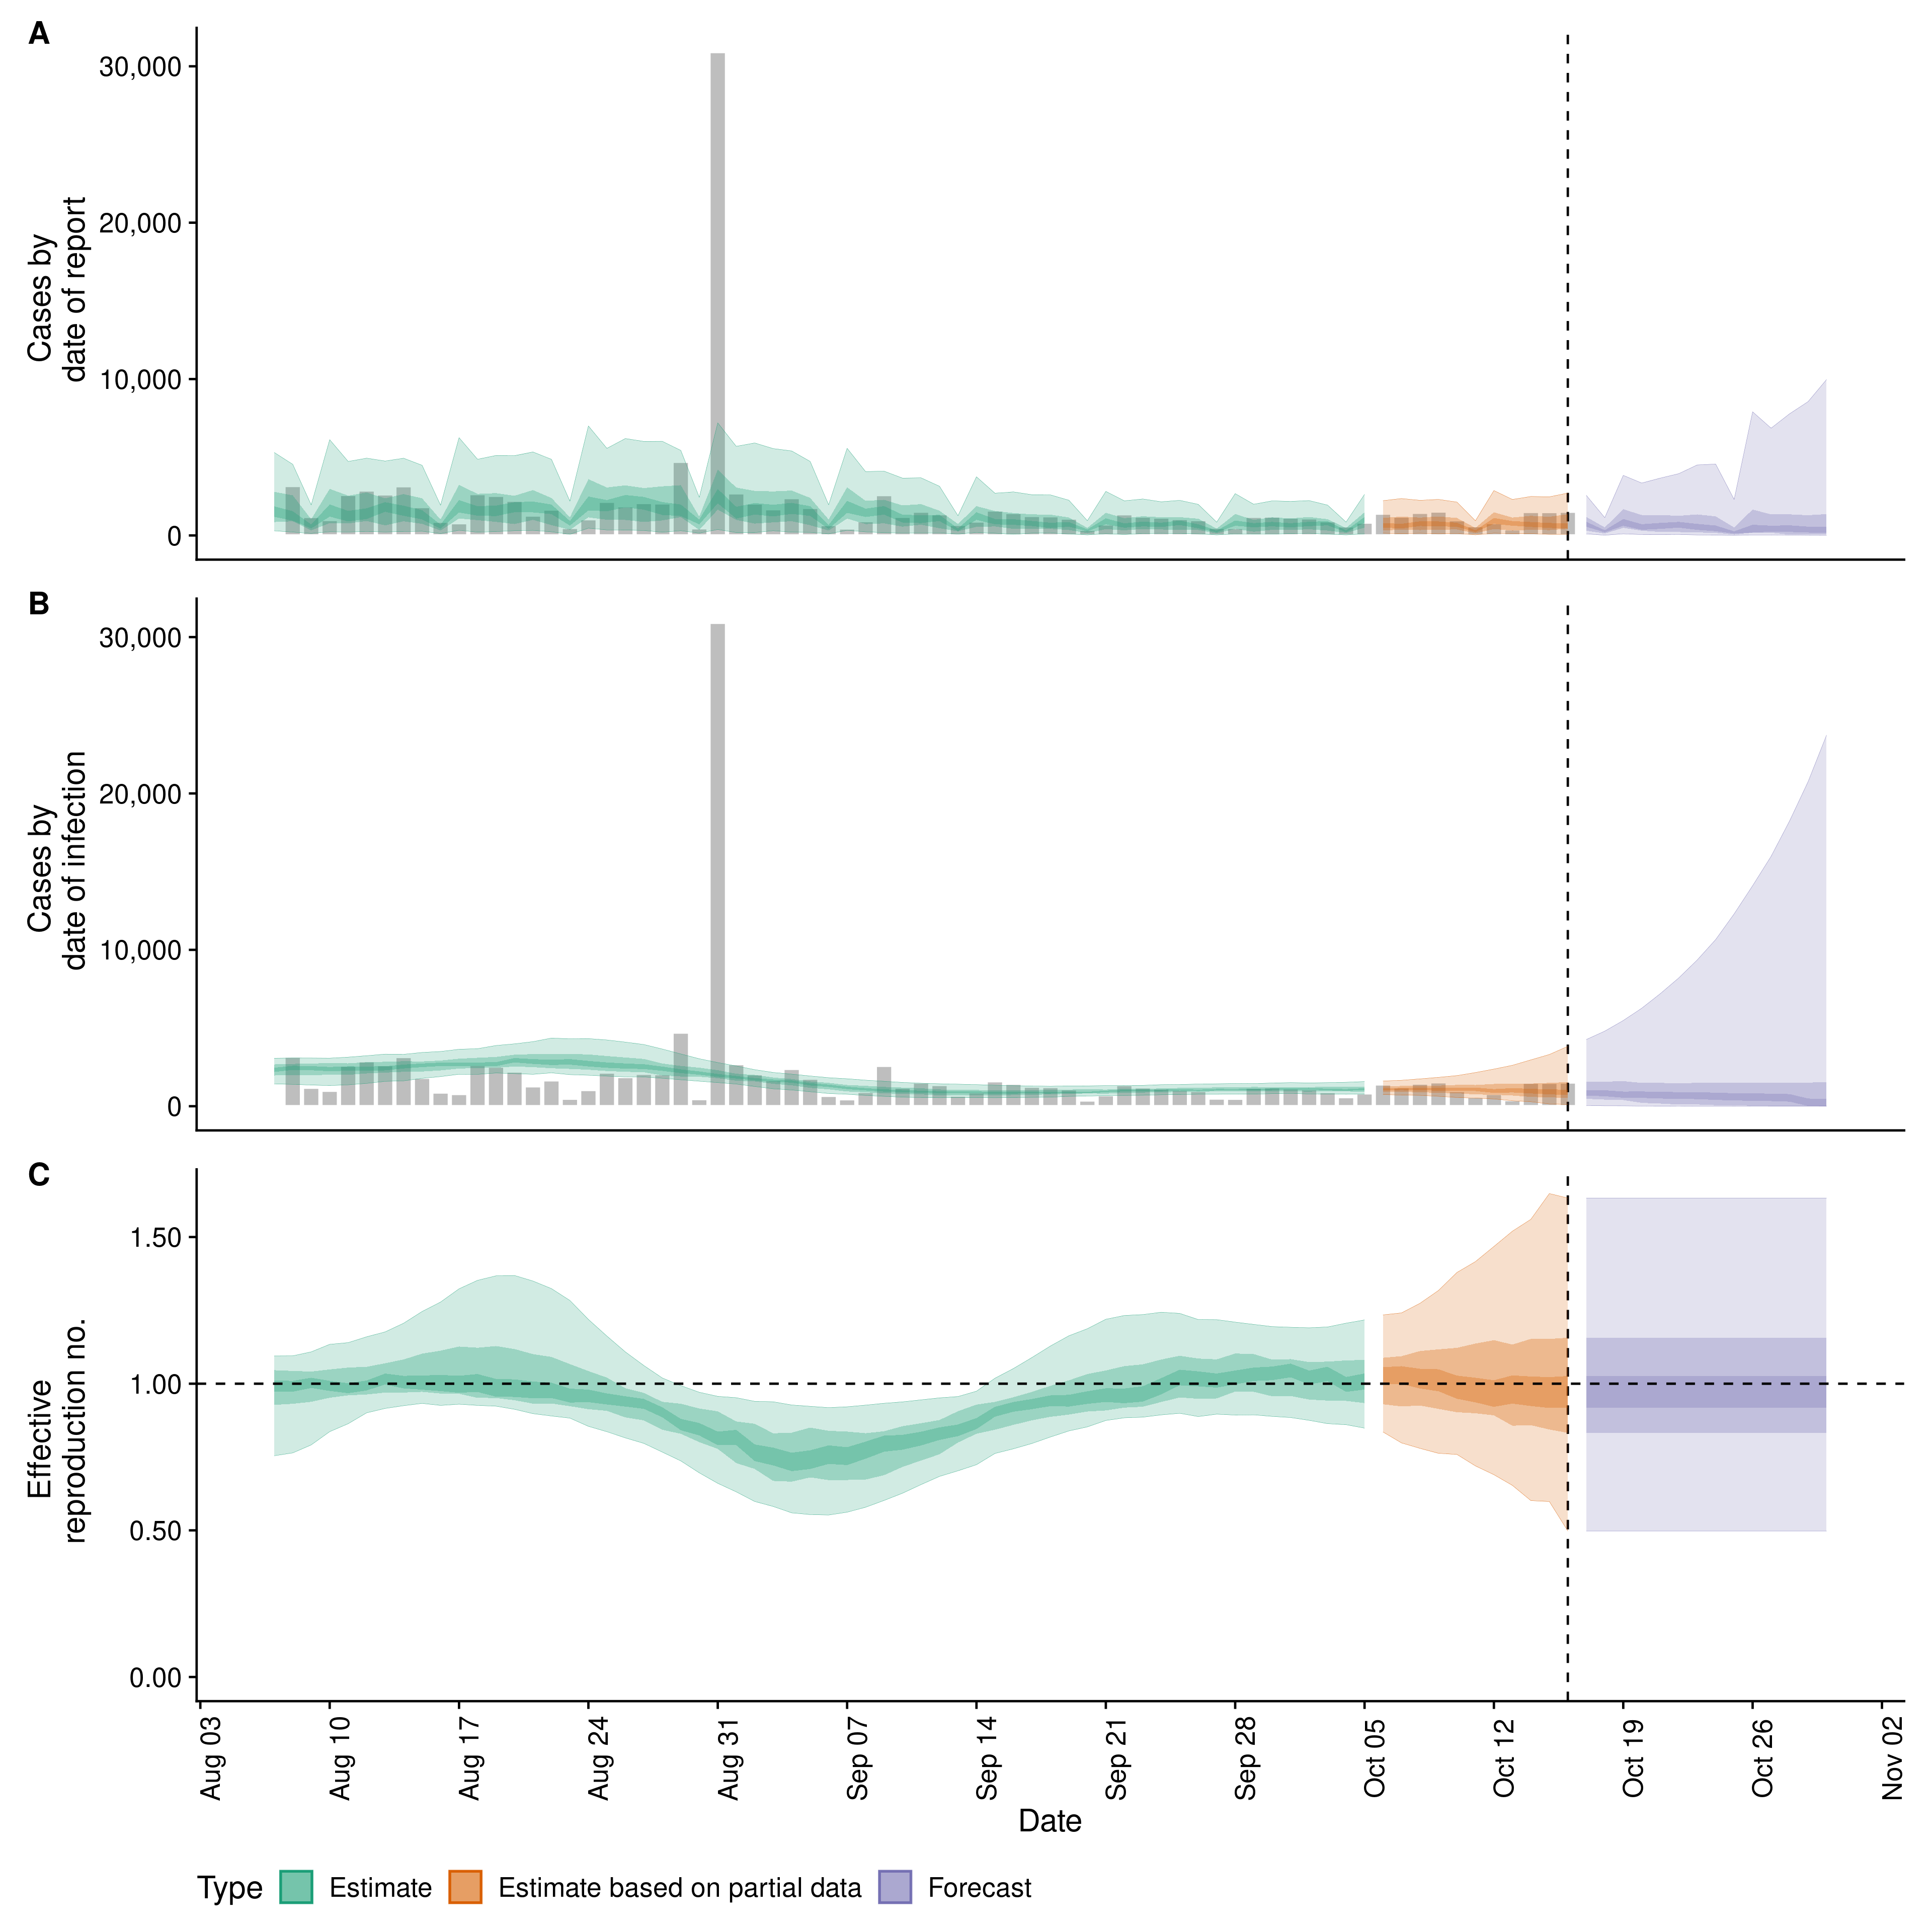 A
Cases by
date of report
30,000
20,000
10,000
0
B
Cases by
date of infection
30,000
20,000
10,000
0
C
Effective
reproduction no.
1.50
1.00
0.50
0.00
Aug 03
Aug 10
Aug 17
Aug 24
Aug 31
Sep 07
Sep 14
Sep 21
Sep 28
Oct 05
Oct 12
Oct 19
Oct 26
Nov 02
Date
Type Estimate Estimate based on partial data Forecast